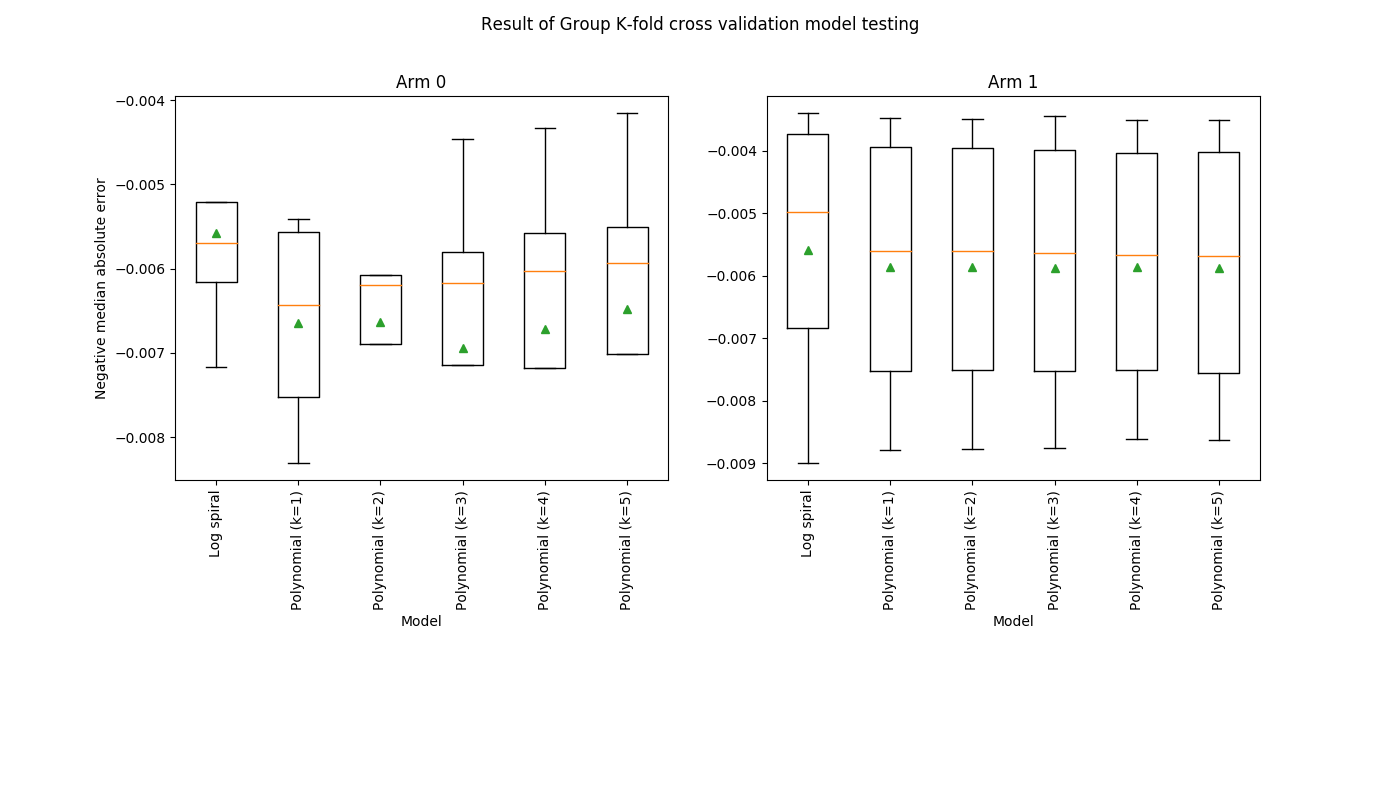 Result of Group K-fold cross validation model testing
Arm 0
Negative median absolute error
−0.004
−0.005
−0.006
−0.007
−0.008
Log spiral
Polynomial (k=1)
Polynomial (k=2)
Polynomial (k=3)
Polynomial (k=4)
Polynomial (k=5)
Model
Arm 1
−0.004
−0.005
−0.006
−0.007
−0.008
−0.009
Log spiral
Polynomial (k=1)
Polynomial (k=2)
Polynomial (k=3)
Polynomial (k=4)
Polynomial (k=5)
Model